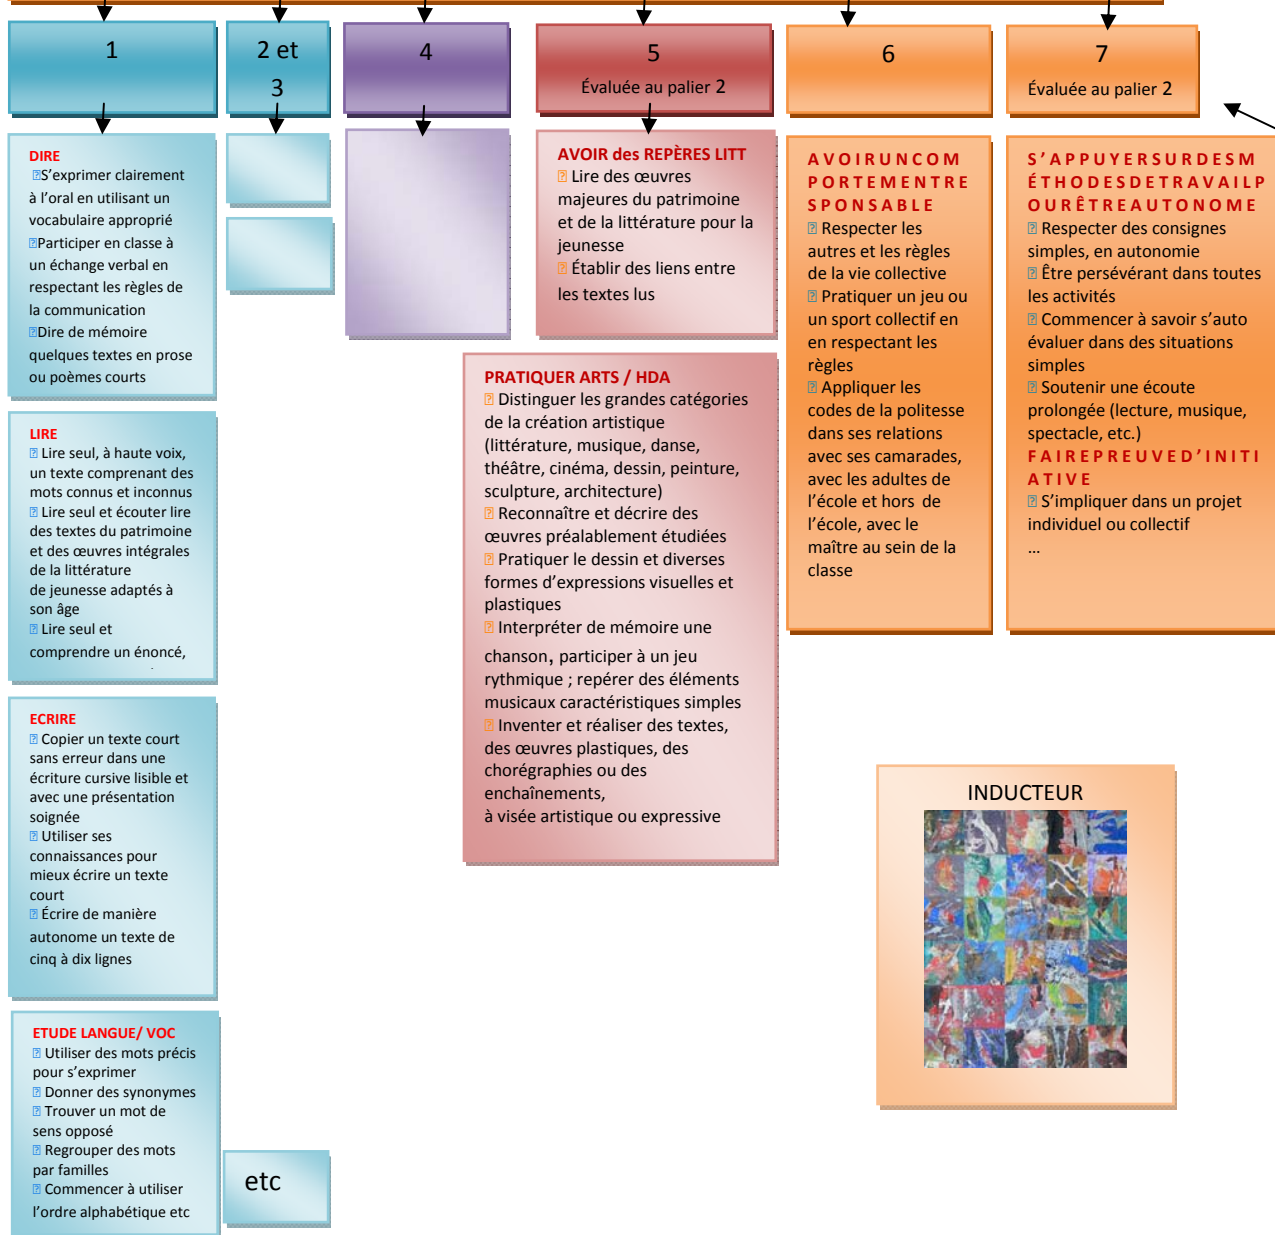 1
2 et
3
4
5
Évaluée au palier 2
6
7
Évaluée au palier 2
DIRE
S’exprimer clairement
à l’oral en utilisant un
vocabulaire approprié
Participer en classe à
un échange verbal en
respectant les règles de
la communication
Dire de mémoire
quelques textes en prose
ou poèmes courts
LIRE
Lire seul, à haute voix,
un texte comprenant des
mots connus et inconnus
Lire seul et écouter lire
des textes du patrimoine
et des œuvres intégrales
de la littérature
de jeunesse adaptés à
son âge
Lire seul et
comprendre un énoncé,
ECRIRE
Copier un texte court
sans erreur dans une
écriture cursive lisible et
avec une présentation
soignée
Utiliser ses
connaissances pour
mieux écrire un texte
court
Écrire de manière
autonome un texte de
cinq à dix lignes
ETUDE LANGUE/ VOC
Utiliser des mots précis
pour s’exprimer
Donner des synonymes
Trouver un mot de
sens opposé
Regrouper des mots
par familles
Commencer à utiliser
l’ordre alphabétique etc
etc
AVOIR des REPÈRES LITT
Lire des œuvres
majeures du patrimoine
et de la littérature pour la
jeunesse
Établir des liens entre
les textes lus
PRATIQUER ARTS / HDA
Distinguer les grandes catégories
de la création artistique
(littérature, musique, danse,
théâtre, cinéma, dessin, peinture,
sculpture, architecture)
Reconnaître et décrire des
œuvres préalablement étudiées
Pratiquer le dessin et diverses
formes d’expressions visuelles et
plastiques
Interpréter de mémoire une
chanson, participer à un jeu
rythmique ; repérer des éléments
musicaux caractéristiques simples
Inventer et réaliser des textes,
des œuvres plastiques, des
chorégraphies ou des
enchaînements,
à visée artistique ou expressive
A V O I R U N C O M
P O R T E M E N T R E
S P O N S A B L E
Respecter les
autres et les règles
de la vie collective
Pratiquer un jeu ou
un sport collectif en
en respectant les
règles
Appliquer les
codes de la politesse
dans ses relations
avec ses camarades,
avec les adultes de
l’école et hors de
l’école, avec le
maître au sein de la
classe
S ’ A P P U Y E R S U R D E S M
É T H O D E S D E T R A V A I L P
O U R Ê T R E A U T O N O M E
Respecter des consignes
simples, en autonomie
Être persévérant dans toutes
les activités
Commencer à savoir s’auto
évaluer dans des situations
simples
Soutenir une écoute
prolongée (lecture, musique,
spectacle, etc.)
F A I R E P R E U V E D ’ I N I T I
A T I V E
S’impliquer dans un projet
individuel ou collectif
…
INDUCTEUR